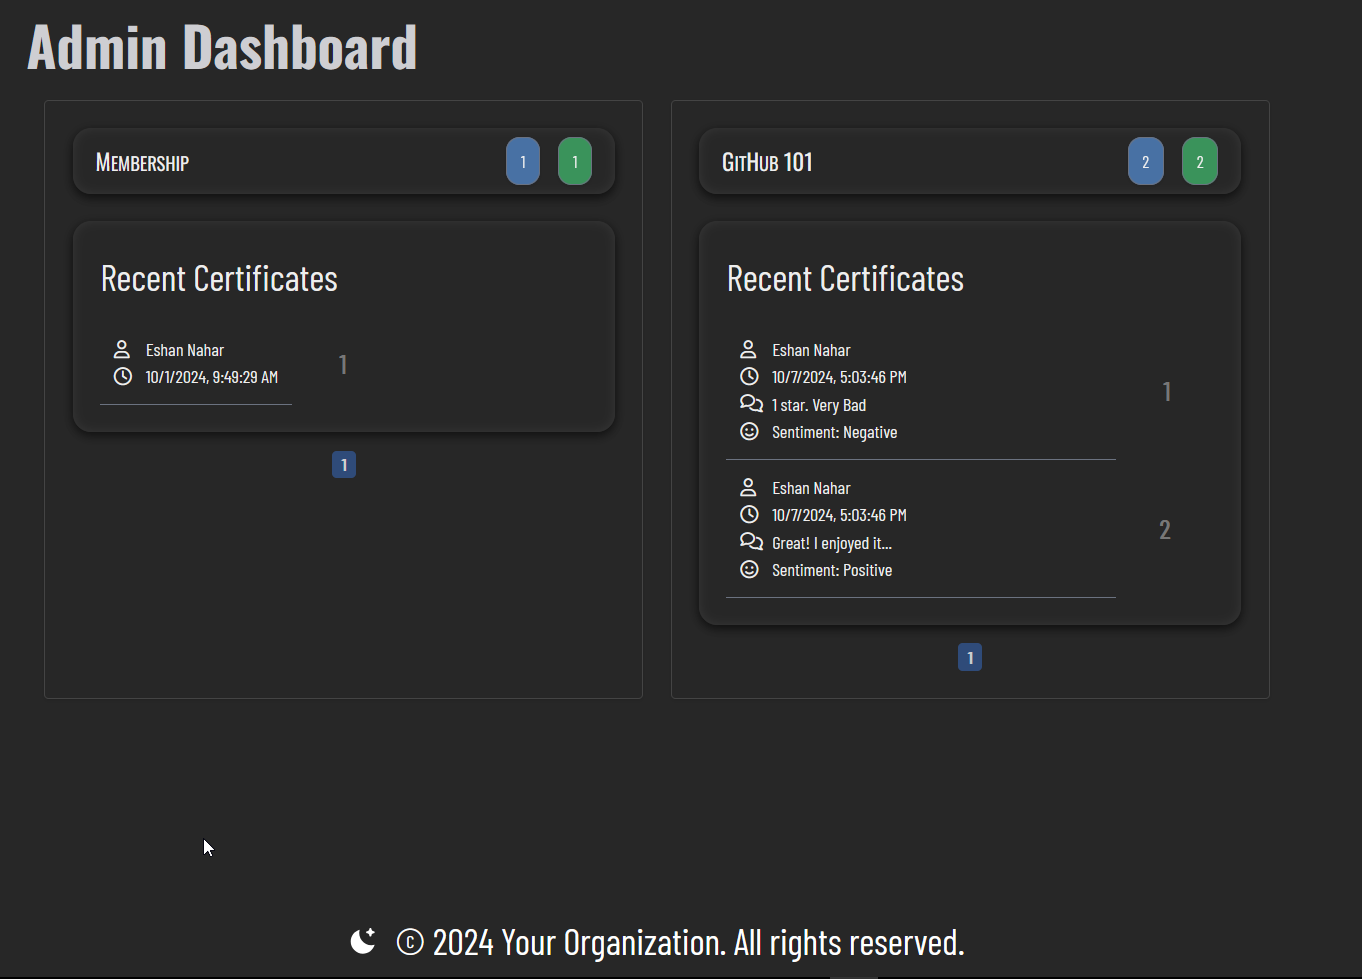 Admin Dashboard
Membership 1 1
Recent Certificates
Eshan Nahar
10/1/2024, 9:49:29 AM
1
1
GitHub 101 2 2
Recent Certificates
Eshan Nahar
10/7/2024, 5:03:46 PM
1 star. Very Bad
Sentiment: Negative
1
Eshan Nahar
10/7/2024, 5:03:46 PM
Great! I enjoyed it...
Sentiment: Positive
2
1
© 2024 Your Organization. All rights reserved.